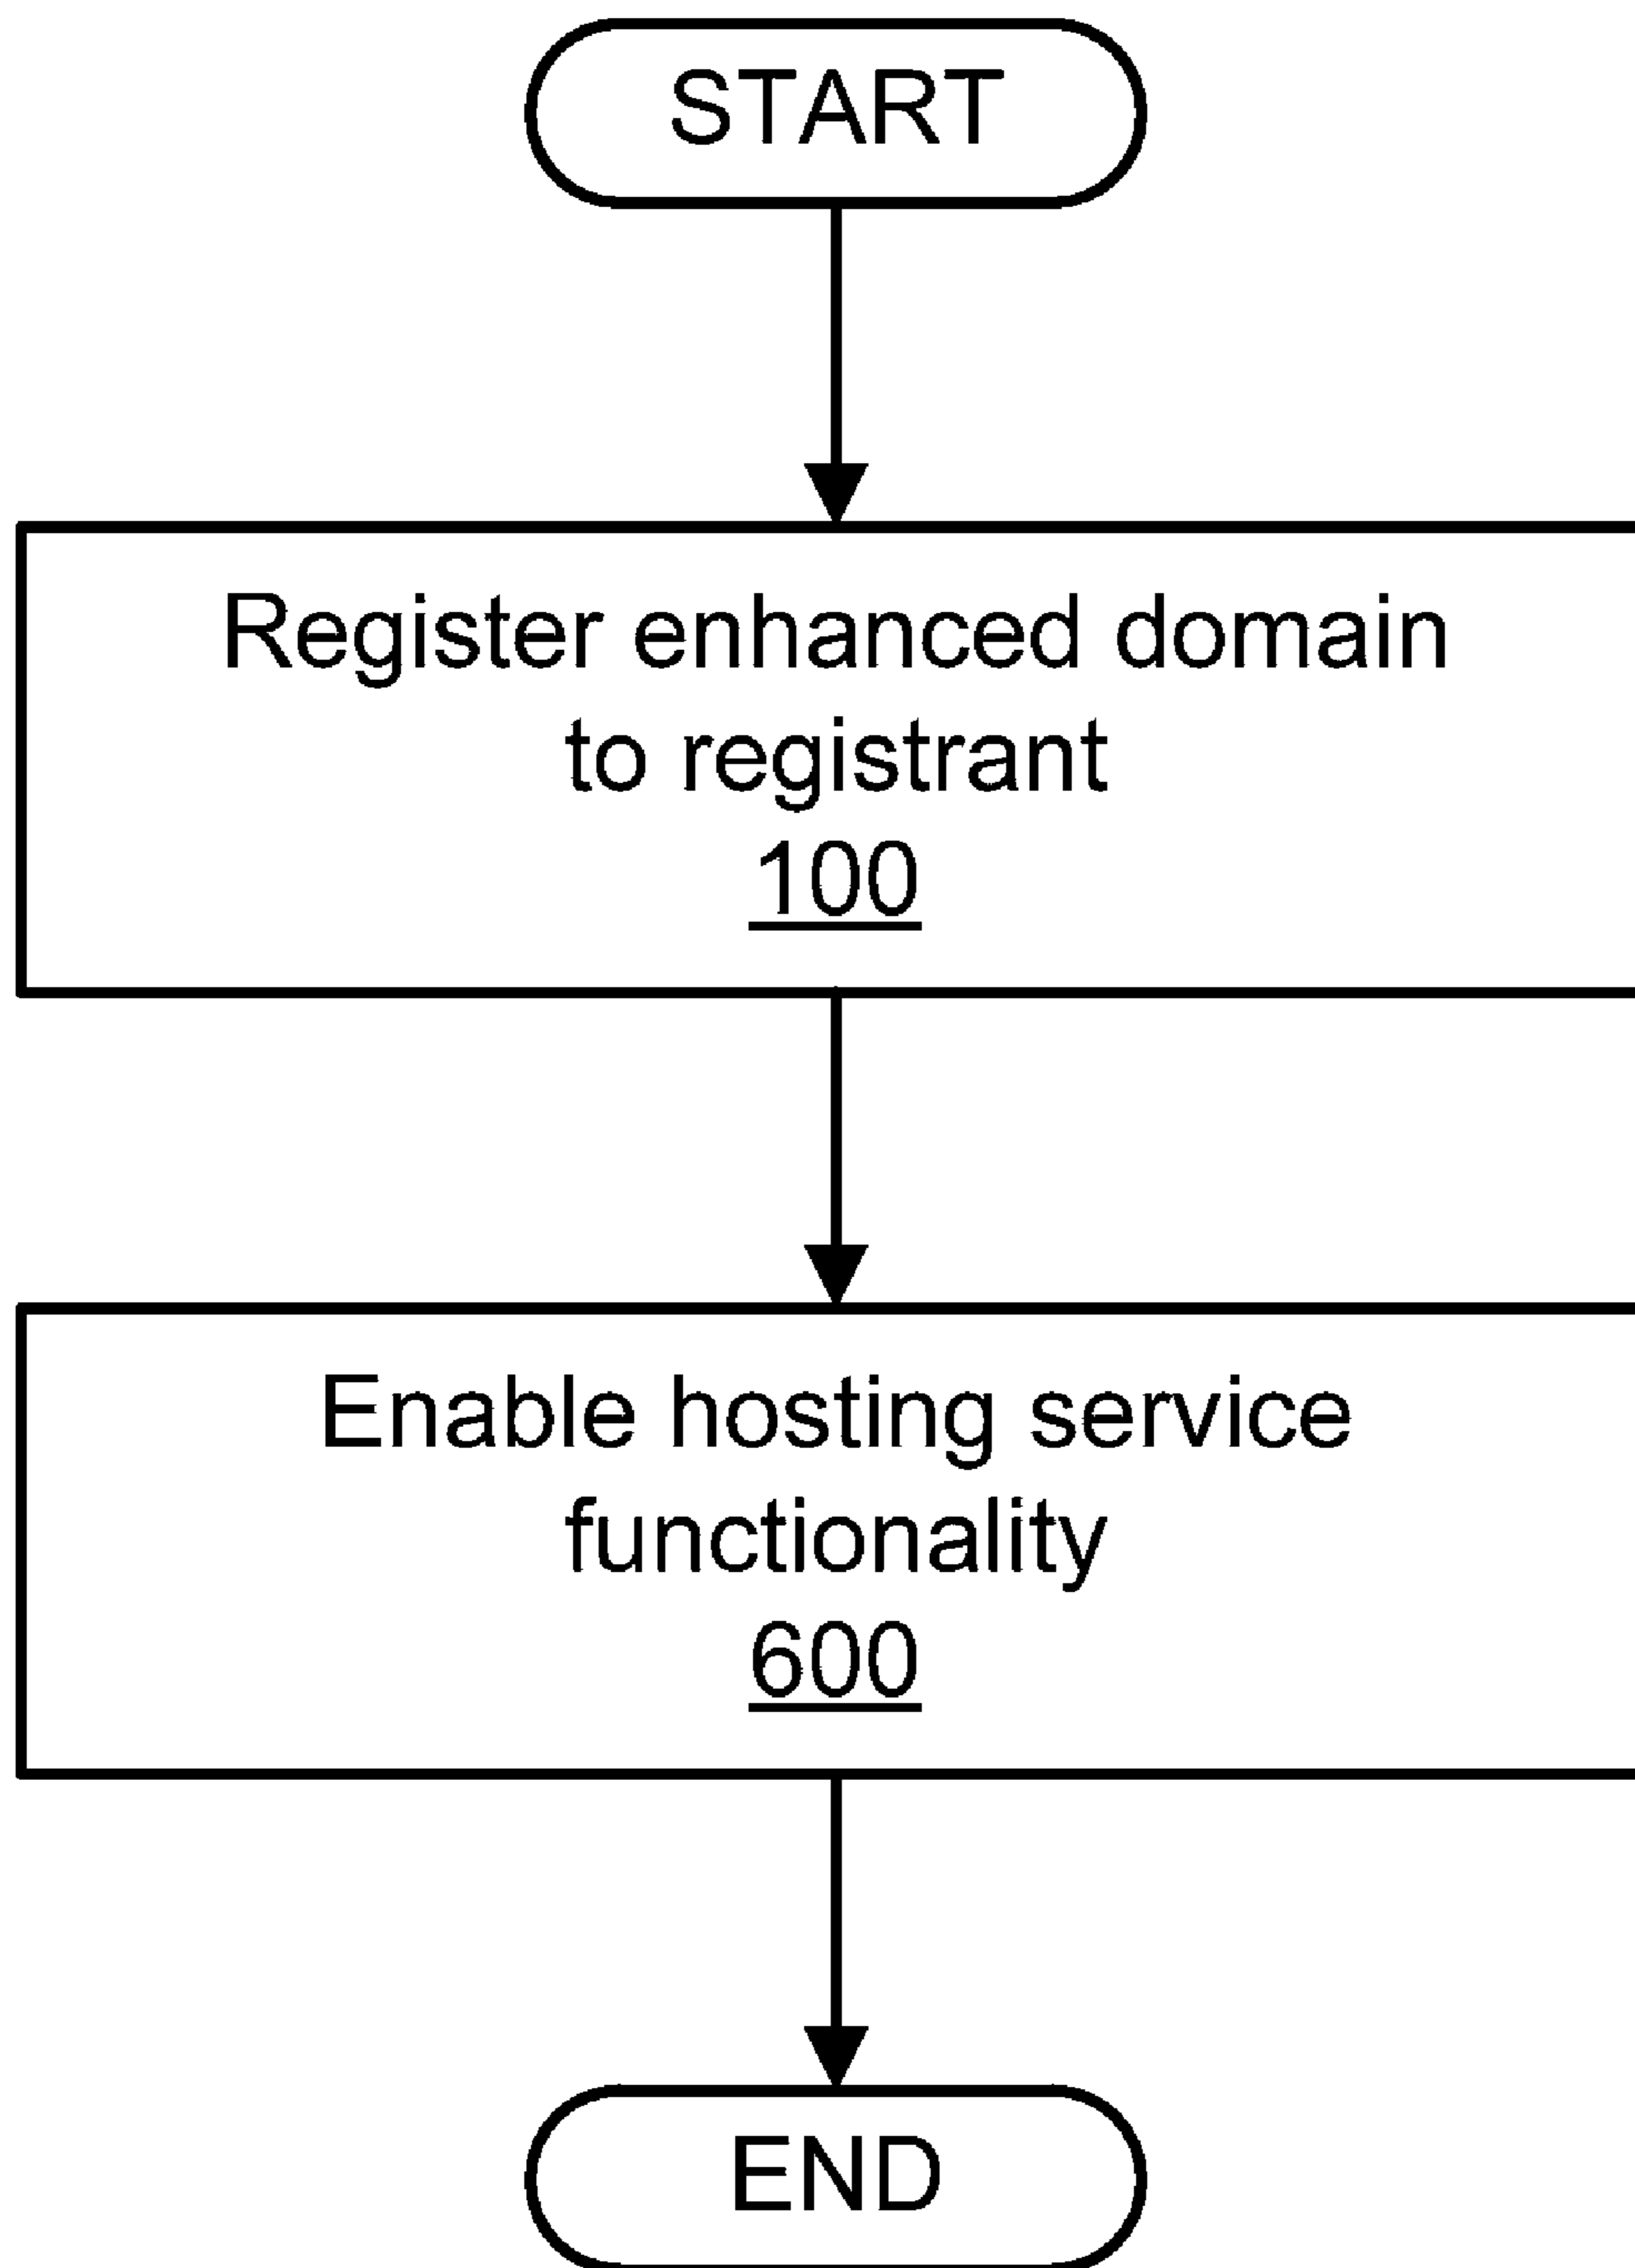 START
Register enhanced domain
to registrant
100
Enable hosting service
functionality
600
END